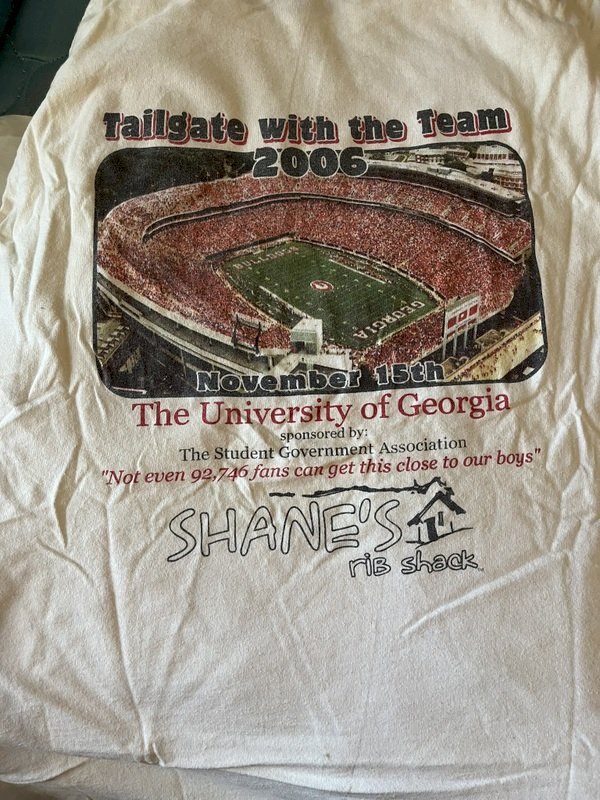 Tailgate with the Team
2006
GEORGIA
November 15th
The University of Georgia
sponsored by:
The Student Government Association
"Not even 92,746 fans can get this close to our boys"
SHANE'S
rib shack